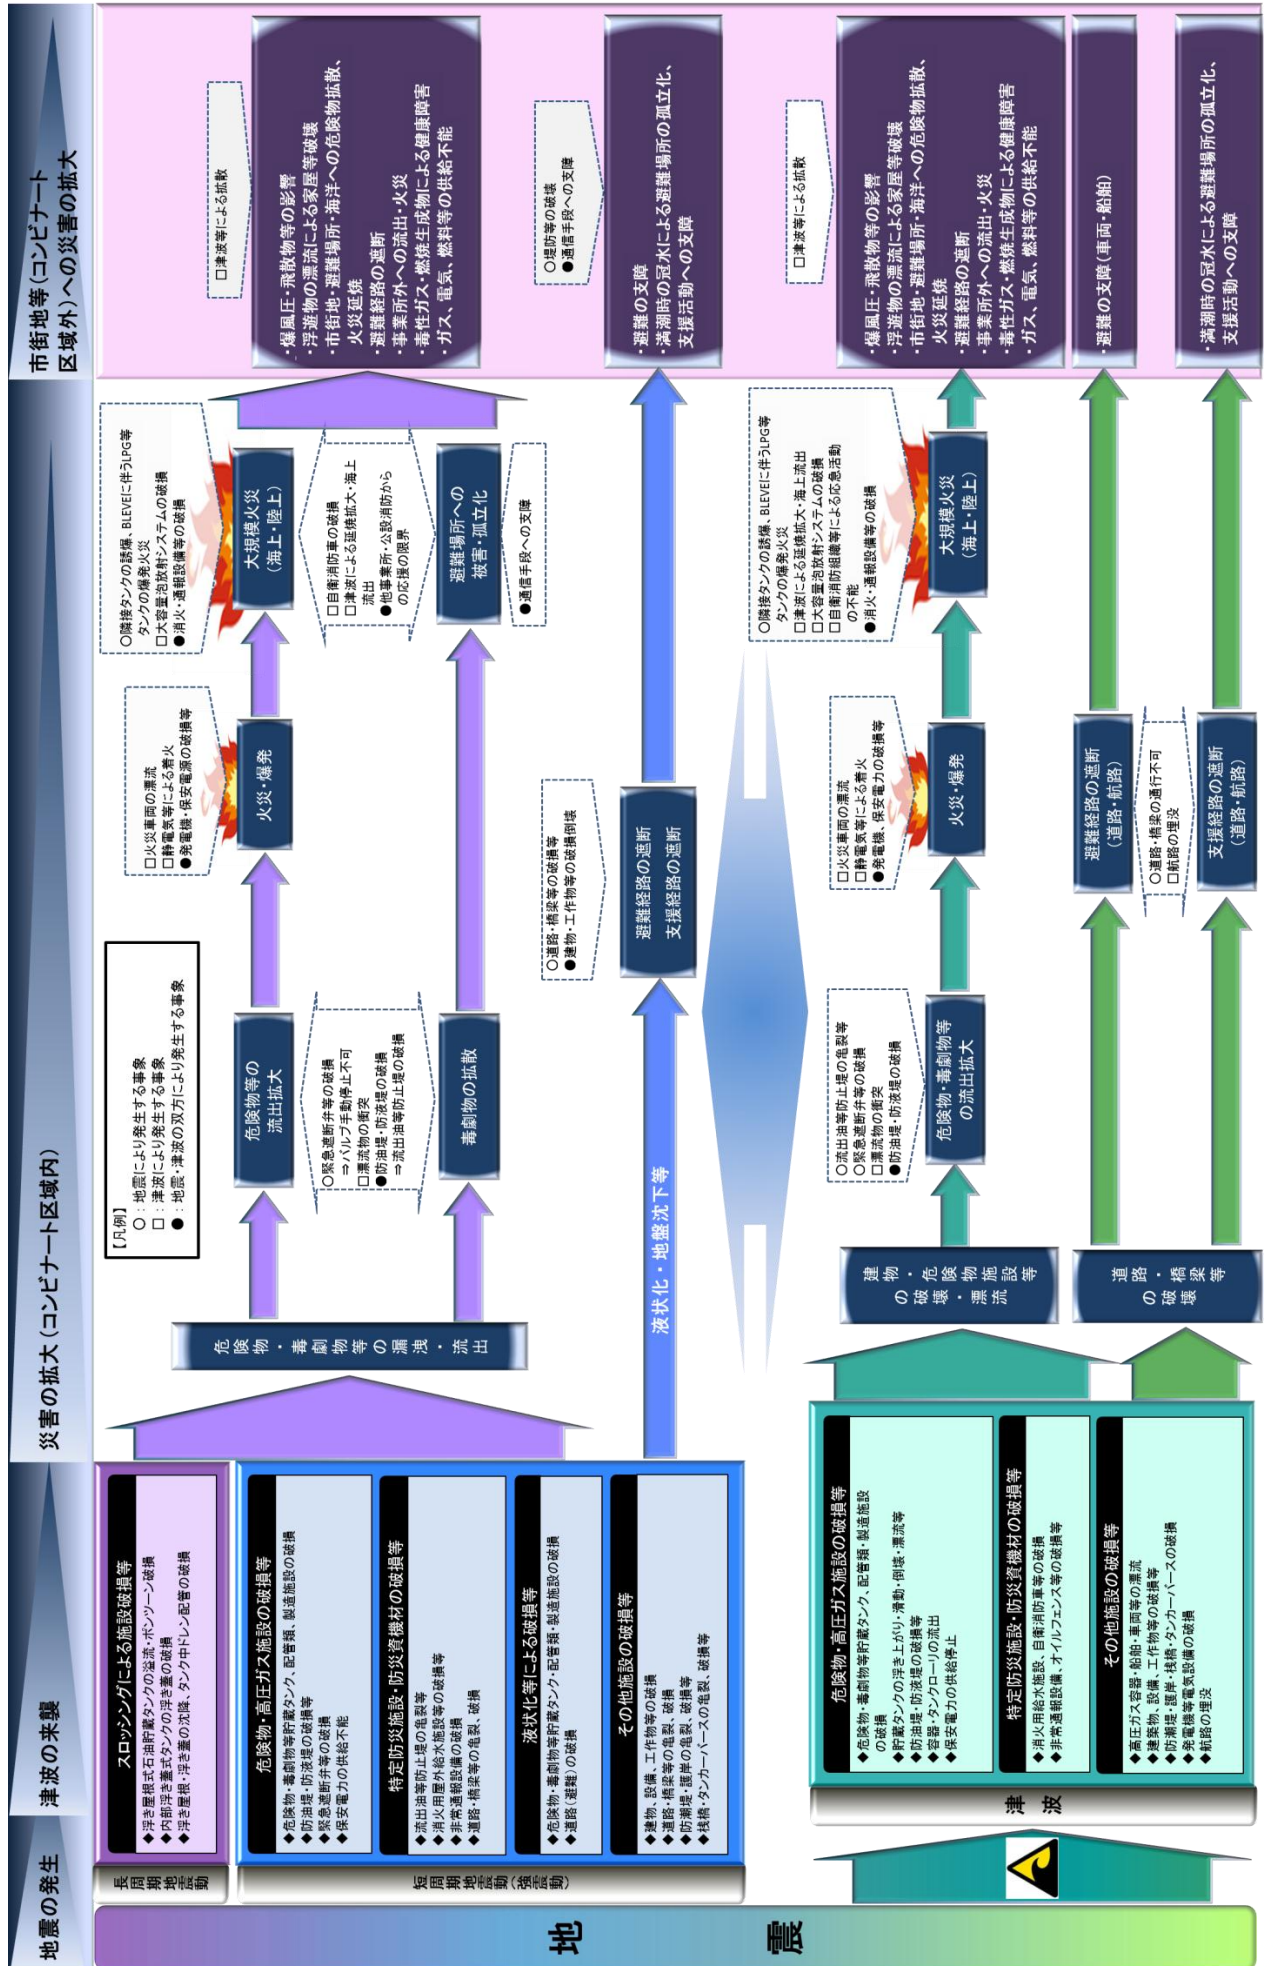 地震の発生
津波の来襲
災害の拡大（コンビナート区域内）
市街地等（コンビナート
区域外）への災害の拡大
地　震
長周期地震動
スロッシングによる施設破損等
◆浮き屋根式石油貯蔵タンクの溢流・ポンツーン破損
◆内部浮き蓋式タンクの浮き蓋の破損
◆浮き屋根・浮き蓋の沈降、タンク中ドレン配管の破損
短周期地震動（強震動）
危険物・高圧ガス施設の破損等
◆危険物・毒劇物等貯蔵タンク、配管類、製造施設の破損
◆防油堤・防液堤の破損等
◆緊急遮断弁等の破損
◆保安電力の供給不能
特定防災施設・防災資機材の破損等
◆流出油等防止堤の亀裂等
◆消火用屋外給水施設等の破損等
◆非常通報設備の破損
◆道路・橋梁等の亀裂、破損
液状化等による破損等
◆危険物・毒劇物等貯蔵タンク・配管類・製造施設の破損
◆道路（避難）の破損
その他施設の破損等
◆建物、設備、工作物等の破損
◆道路・橋梁等の亀裂、破損
◆防潮堤・護岸の亀裂、破損等
◆桟橋・タンカーバースの亀裂、破損等
【凡例】
○：地震により発生する事象
□：津波により発生する事象
●：地震・津波の双方により発生する事象
危険物・毒劇物等の漏洩・流出
危険物等の
流出拡大
○緊急遮断弁等の破損
⇒バルブ手動停止不可
□漂流物の衝突
●防油堤・防液堤の破損
⇒流出油等防止堤の破損
毒劇物の拡散
□火災車両の漂流
□静電気等による着火
●発電機・保安電源の破損等
火災・爆発
○隣接タンクの誘爆、BLEVEに伴うLPG等
タンクの爆発火災
□大容量泡放射システムの破損
●消火・通報設備等の破損
大規模火災
（海上・陸上）
□自衛消防車の破損
□津波による延焼拡大・海上
流出
●他事業所・公設消防から
の応援の限界
避難場所への
被害・孤立化
●通信手段への支障
□津波等による拡散
・爆風圧・飛散物等の影響
・浮遊物の漂流による家屋等破壊
・市街地・避難場所・海洋への危険物拡散、
火災延焼
・避難経路の遮断
・事業所外への流出・火災
・毒性ガス・燃焼生成物による健康障害
・ガス、電気、燃料等の供給不能
液状化・地盤沈下等
○道路・橋梁等の破損等
●建物・工作物等の破損倒壊
避難経路の遮断
支援経路の遮断
○堤防等の破壊
●通信手段への支障
・避難の支障
・満潮時の冠水による避難場所の孤立化、
支援活動への支障
津波
危険物・高圧ガス施設の破損等
◆危険物・毒劇物等貯蔵タンク、配管類・製造施設
の破損
◆貯蔵タンクの浮き上がり・滑動・倒壊・漂流等
◆防油堤・防液堤の破損等
◆容器・タンクローリの流出
◆保安電力の供給停止
特定防災施設・防災資機材の破損等
◆消火用給水施設、自衛消防車等の破損
◆非常通報設備、オイルフェンス等の破損等
その他施設の破損等
◆高圧ガス容器・船舶・車両等の漂流
◆建築物、設備、工作物等の破損等
◆防潮堤・護岸・桟橋・タンカーバースの破損
◆発電機等電気設備の破損
◆航路の埋没
建物・危険物施設等
の破壊・漂流
○流出油等防止堤の亀裂等
○緊急遮断弁等の破損
□漂流物の衝突
●防油堤・防液堤の破損
危険物・毒劇物等
の流出拡大
□火災車両の漂流
□静電気等による着火
●発電機、保安電力の破損等
火災・爆発
○隣接タンクの誘爆、BLEVEに伴うLPG等
タンクの爆発火災
□津波による延焼拡大・海上流出
□大容量泡放射システムの破損
□自衛消防組織等による応急活動
の不能
●消火・通報設備等の破損
大規模火災
（海上・陸上）
□津波等による拡散
・爆風圧・飛散物等の影響
・浮遊物の漂流による家屋等破壊
・市街地・避難場所・海洋への危険物拡散、
火災延焼
・避難経路の遮断
・事業所外への流出・火災
・毒性ガス・燃焼生成物による健康障害
・ガス、電気、燃料等の供給不能
道路・橋梁等
の破壊
避難経路の遮断
（道路・航路）
○道路・橋梁の通行不可
□航路の埋没
支援経路の遮断
（道路・航路）
・避難の支障（車両・船舶）
・満潮時の冠水による避難場所の孤立化、
支援活動への支障